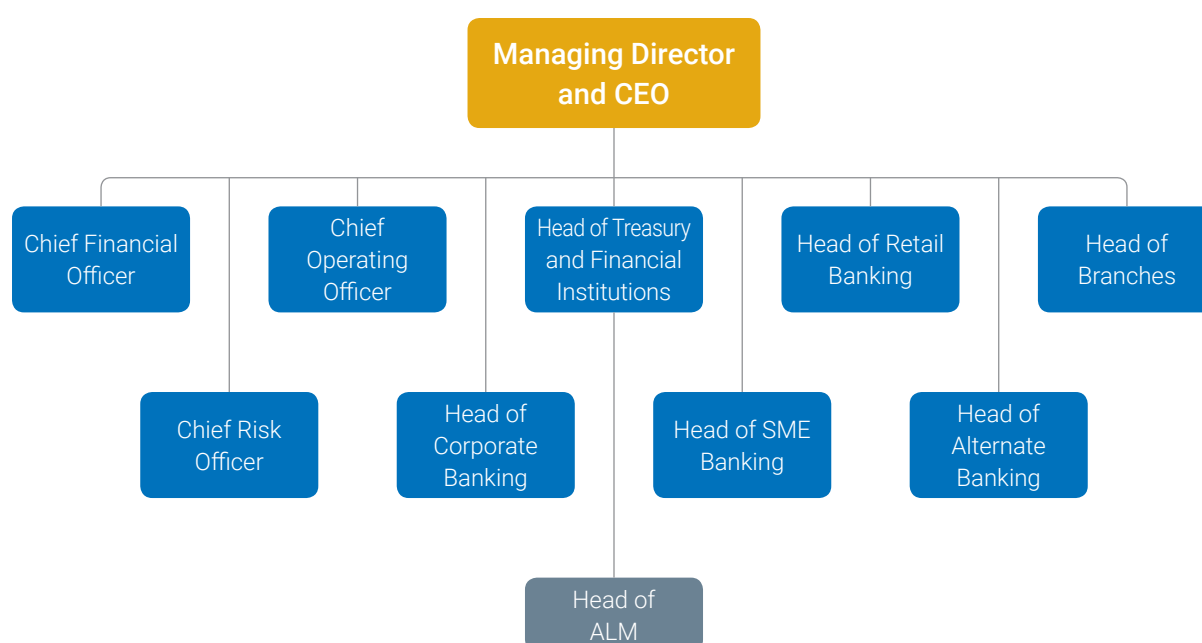 Managing Director
and CEO
Chief Financial
Officer
Chief
Operating
Officer
Head of Treasury
and Financial
Institutions
Head of Retail
Banking
Head of
Branches
Chief Risk
Officer
Head of
Corporate
Banking
Head of SME
Banking
Head of
Alternate
Banking
Head of
ALM